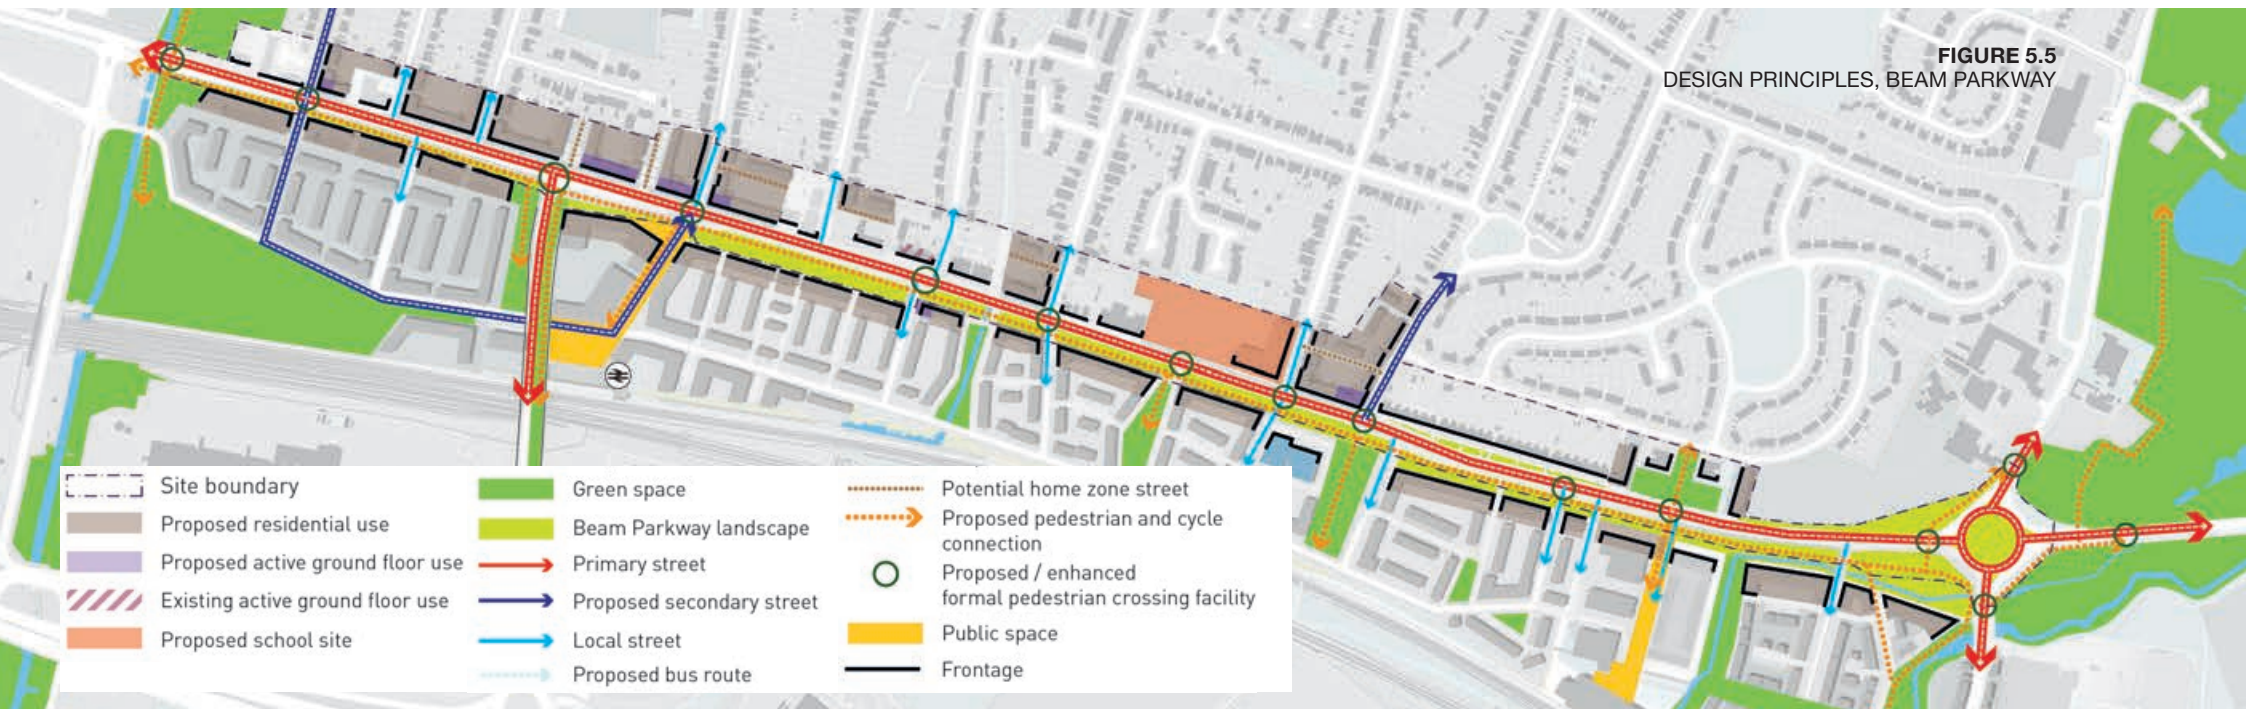 FIGURE 5.5
DESIGN PRINCIPLES, BEAM PARKWAY
Site boundary
Proposed residential use
Proposed active ground floor use
Existing active ground floor use
Proposed school site
Green space
Beam Parkway landscape
Primary street
Proposed secondary street
Local street
Proposed bus route
Potential home zone street
Proposed pedestrian and cycle
connection
Proposed / enhanced
formal pedestrian crossing facility
Public space
Frontage